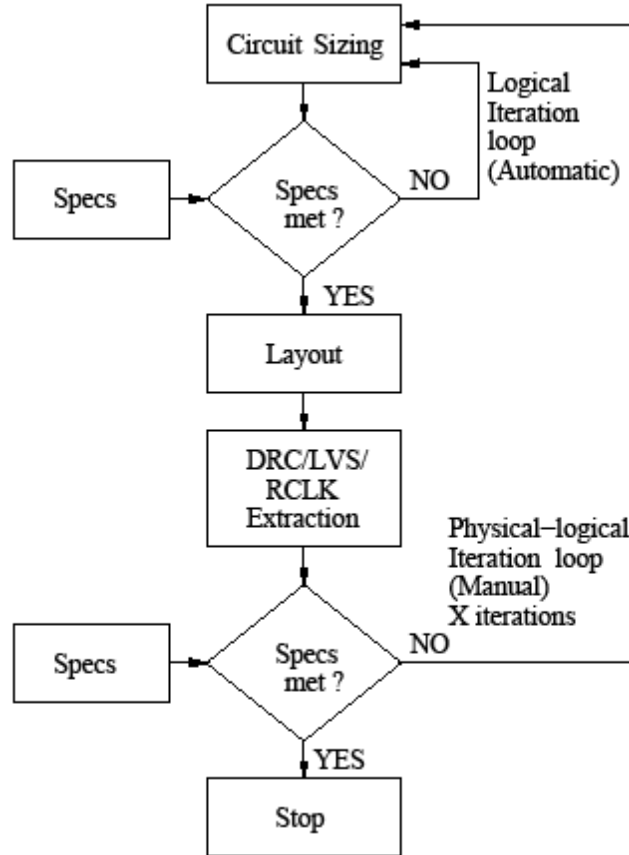 Circuit Sizing
Logical
Iteration
loop
(Automatic)
Specs
Specs
met ?
NO
YES
Layout
DRC/LVS/
RCLK
Extraction
Physical−logical
Iteration loop
(Manual)
X iterations
Specs
Specs
met ?
NO
YES
Stop